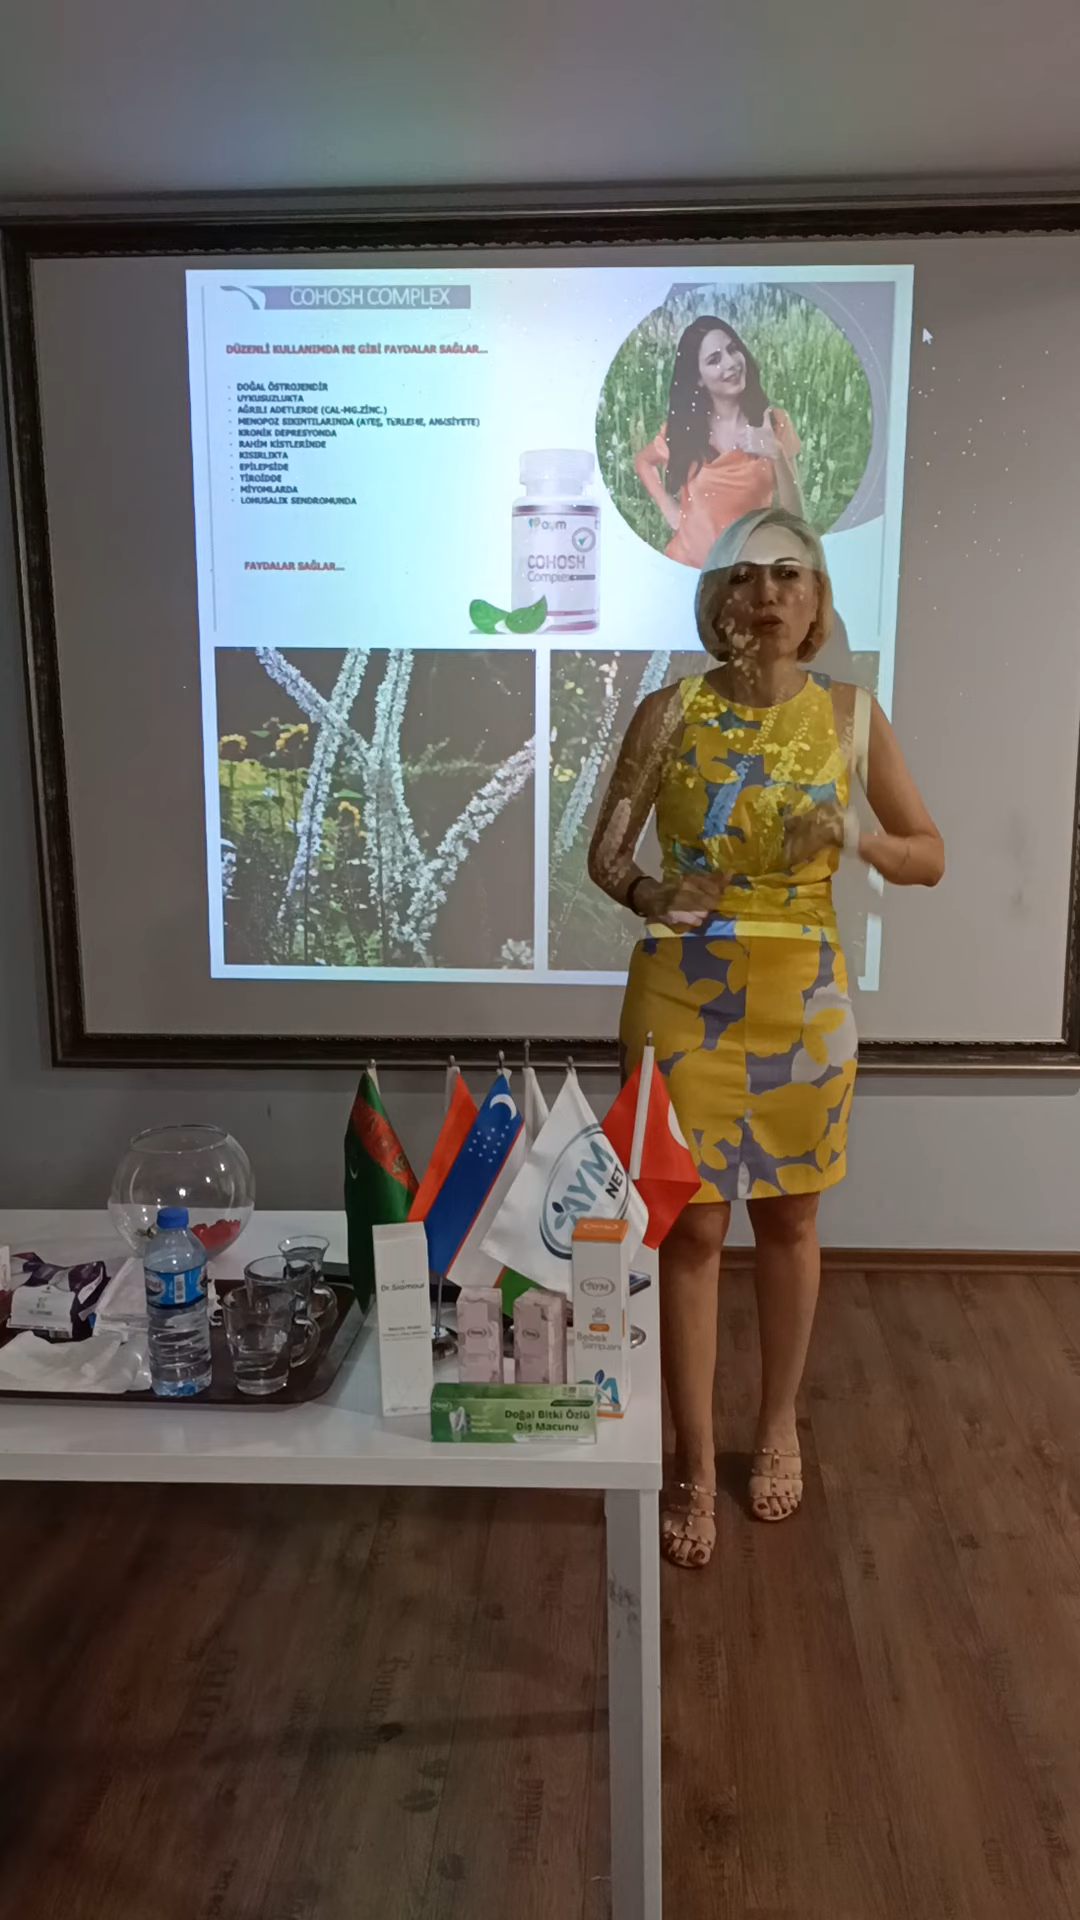 COHOSH COMPLEX
DÜZENLİ KULLANIMDA NE GİBİ FAYDALAR SAĞLAR...
· DOĞAL ÖSTROJENDİR
· UYKUSUZLUKTA
· AĞRILI ADETLERDE (CAL-MG.ZİNC.)
· MENOPOZ SIKINTILARINDA (ATEŞ, TERLEME, ANKSİYETE)
· KRONİK DEPRESYONDA
· RAHİM KİSTLERİNDE
· KISIRLIKTA
· EPİLEPSİDE
· TİROİDDE
· MİYOMLARDA
· LOHUSALIK SENDROMUNDA
FAYDALAR SAĞLAR...
aym
COHOSH
Complex
AYM
NET
Dr.Siamour
AYM
Bebek
Şampuanı
Doğal Bitki Özlü
Diş Macunu